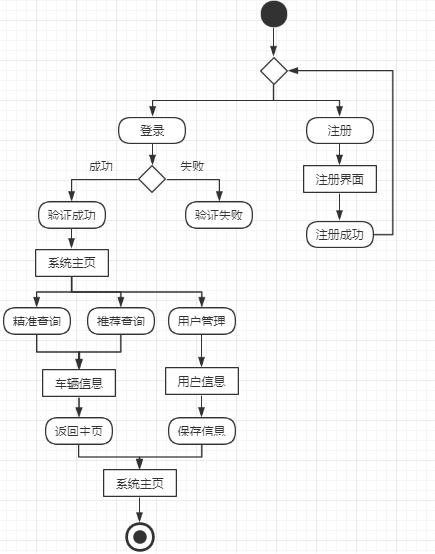 登录
注册
成功
失败
注册界面
验证成功
验证失败
注册成功
系统主页
精准查询
推荐查询
用户管理
车辆信息
用户信息
返回主页
保存信息
系统主页